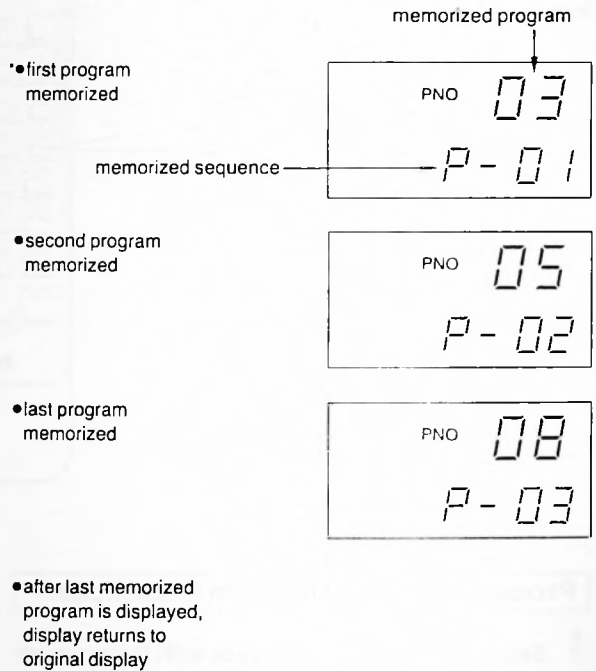 memorized program
•first program
memorized
PNO 03
memorized sequence
P-01
•second program
memorized
PNO 05
P-02
•last program
memorized
PNO 08
P-03
•after last memorized
program is displayed,
display returns to
original display